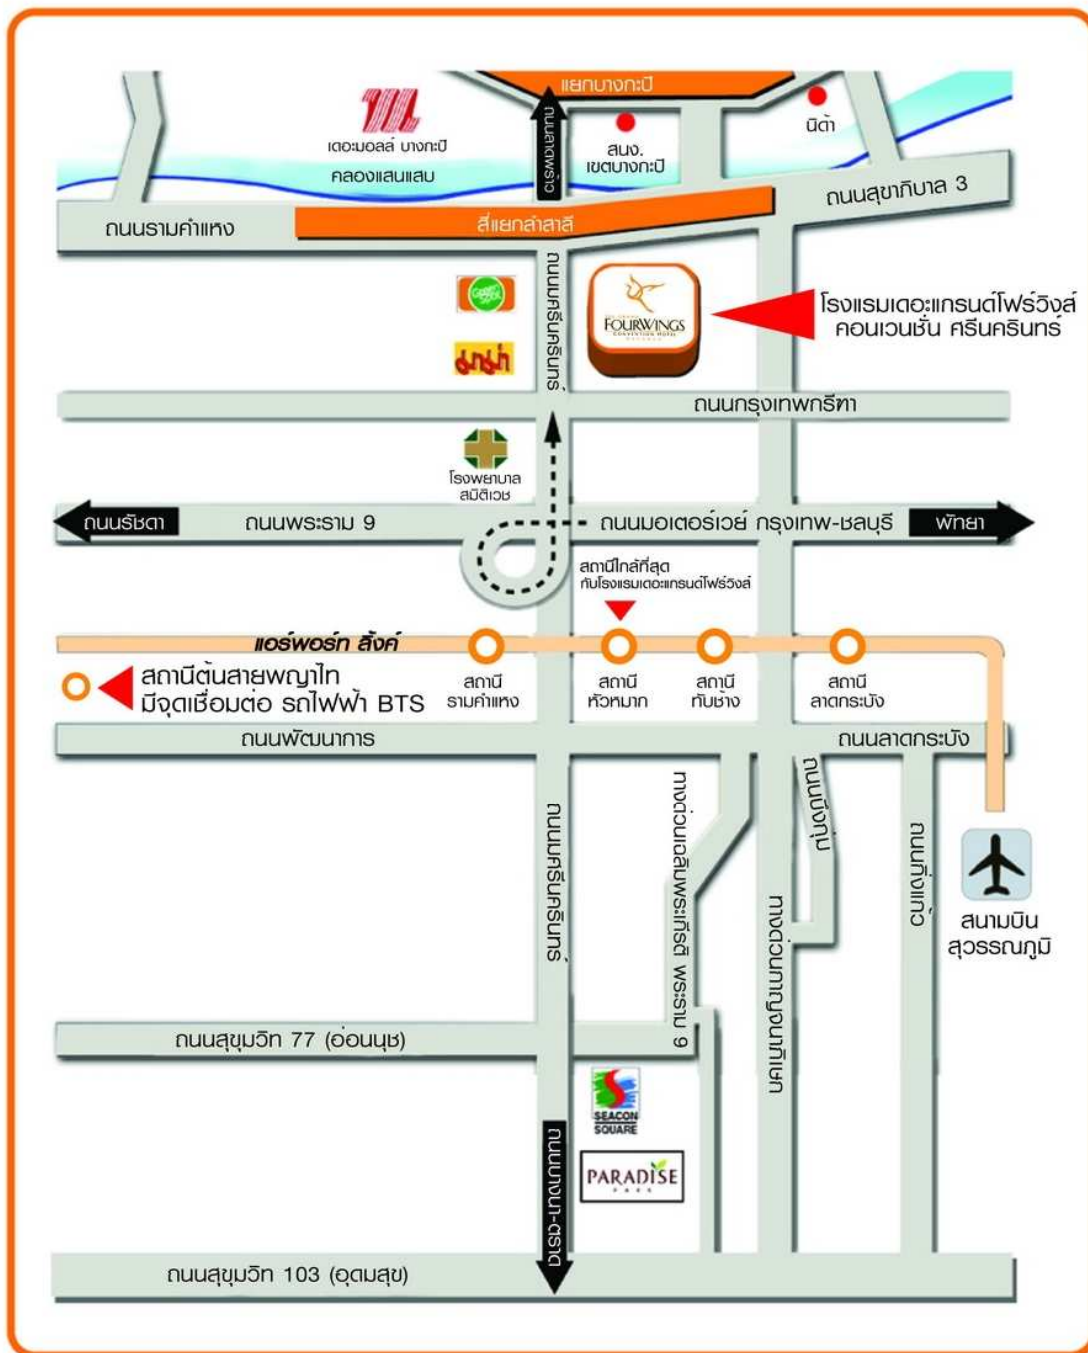 แยกบางกะปิ
ถนนลาดพร้าว
เดอะมอลล์ บางกะปิ
คลองแสนแสบ
สนง.
เขตบางกะปิ
นิด้า
ถนนสุขาภิบาล 3
ถนนรามคำแหง
สี่แยกลำสาลี
ถนนศรีนครินทร์
Green Spot
FOURWINGS
CONVENTION HOTEL
โรงแรมเดอะแกรนด์โฟร์วิงส์
คอนเวนชั่น ศรีนครินทร์
ถนนกรุงเทพกรีฑา
โรงพยาบาล
สมิติเวช
ถนนรัชดา
ถนนพระราม 9
ถนนมอเตอร์เวย์ กรุงเทพ-ชลบุรี
พัทยา
สถานีใกล้ที่สุด
กับโรงแรมเดอะแกรนด์โฟร์วิงส์
แอร์พอร์ท ลิ้งค์
สถานีต้นสายพญาไท
มีจุดเชื่อมต่อ รถไฟฟ้า BTS
สถานี
รามคำแหง
สถานี
หัวหมาก
สถานี
ทับช้าง
สถานี
ลาดกระบัง
ถนนพัฒนาการ
ถนนลาดกระบัง
ถนนศรีนครินทร์
ทางด่วนเฉลิมพระเกียรติ พระราม 9
ทางด่วนกาญจนาภิเษก
ถนนบึงกุ่ม
ถนนกิ่งแก้ว
สนามบิน
สุวรรณภูมิ
ถนนสุขุมวิท 77 (อ่อนนุช)
SEACON
SQUARE
PARADISE
PARK
ถนนบางนา-ตราด
ถนนสุขุมวิท 103 (อุดมสุข)